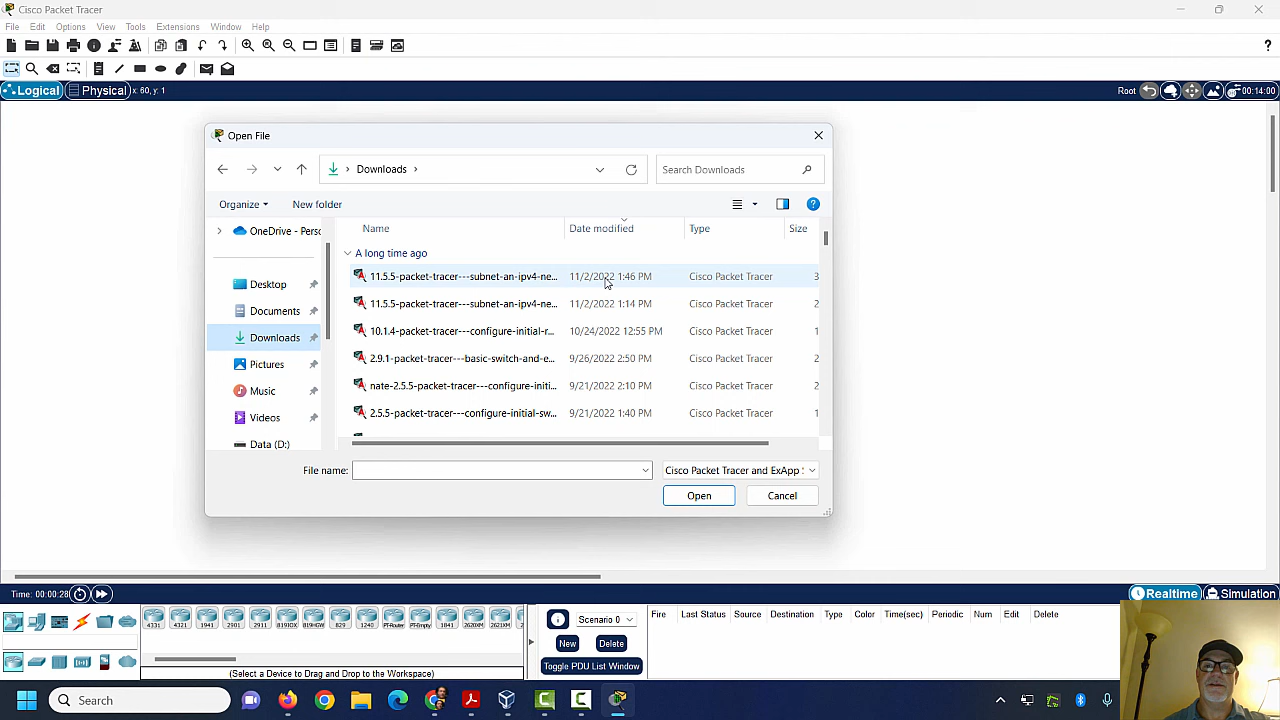 Cisco Packet Tracer
File Edit Options View Tools Extensions Window Help
?
Logical Physical x: 60, y: 1 Root 00:14:00
Open File
Downloads Search Downloads
Organize New folder
Name Date modified Type Size
OneDrive - Perso
A long time ago
11.5.5-packet-tracer---subnet-an-ipv4-ne... 11/2/2022 1:46 PM Cisco Packet Tracer 3
Desktop
11.5.5-packet-tracer---subnet-an-ipv4-ne... 11/2/2022 1:14 PM Cisco Packet Tracer 2
Documents
10.1.4-packet-tracer---configure-initial-r... 10/24/2022 12:55 PM Cisco Packet Tracer 1
Downloads
2.9.1-packet-tracer---basic-switch-and-e... 9/26/2022 2:50 PM Cisco Packet Tracer 2
Pictures
nate-2.5.5-packet-tracer---configure-initi... 9/21/2022 2:10 PM Cisco Packet Tracer 2
Music
2.5.5-packet-tracer---configure-initial-sw... 9/21/2022 1:40 PM Cisco Packet Tracer 1
Videos
Data (D:)
File name: Cisco Packet Tracer and ExApp
Open Cancel
Time: 00:00:28 Realtime Simulation
4331 4321 1941 2901 2911 819IOX 819HGW 829 1240 PT-Router PT-Empty 1841 2620XM 2621XM
Scenario 0 Fire Last Status Source Destination Type Color Time(sec) Periodic Num Edit Delete
New Delete
Toggle PDU List Window
(Select a Device to Drag and Drop to the Workspace)
Search